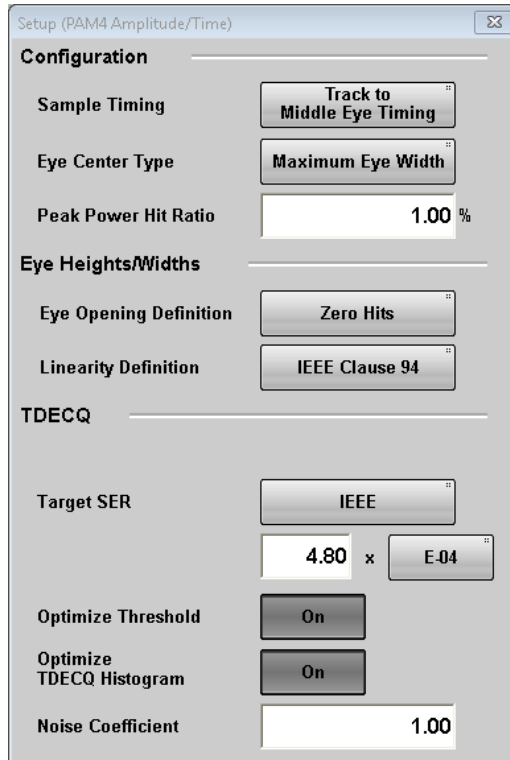 Setup (PAM4 Amplitude/Time)
Configuration
Sample Timing
Track to
Middle Eye Timing
Eye Center Type
Maximum Eye Width
Peak Power Hit Ratio
1.00 %
Eye Heights/Widths
Eye Opening Definition
Zero Hits
Linearity Definition
IEEE Clause 94
TDECQ
Target SER
IEEE
4.80 x E-04
Optimize Threshold
On
Optimize
TDECQ Histogram
On
Noise Coefficient
1.00